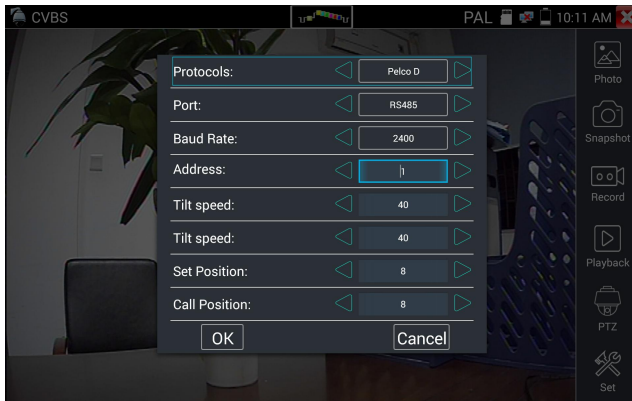 CVBS PAL 10:11 AM
Protocols: Pelco D
Port: RS485
Baud Rate: 2400
Address: 1
Tilt speed: 40
Tilt speed: 40
Set Position: 8
Call Position: 8
OK Cancel
Photo
Snapshot
Record
Playback
PTZ
Set